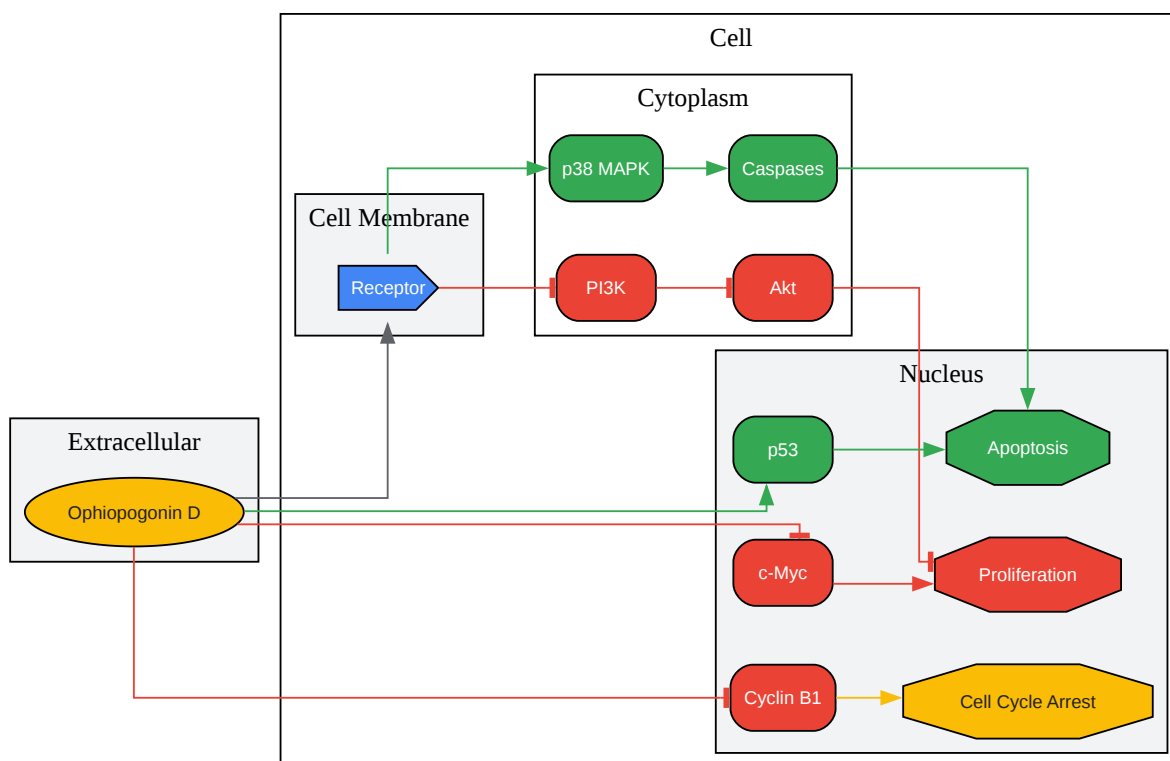 Cell
Cytoplasm
p38 MAPK
Caspases
Cell Membrane
Receptor
PI3K
Akt
Nucleus
Extracellular
p53
Apoptosis
Ophiopogonin D
c-Myc
Proliferation
Cyclin B1
Cell Cycle Arrest